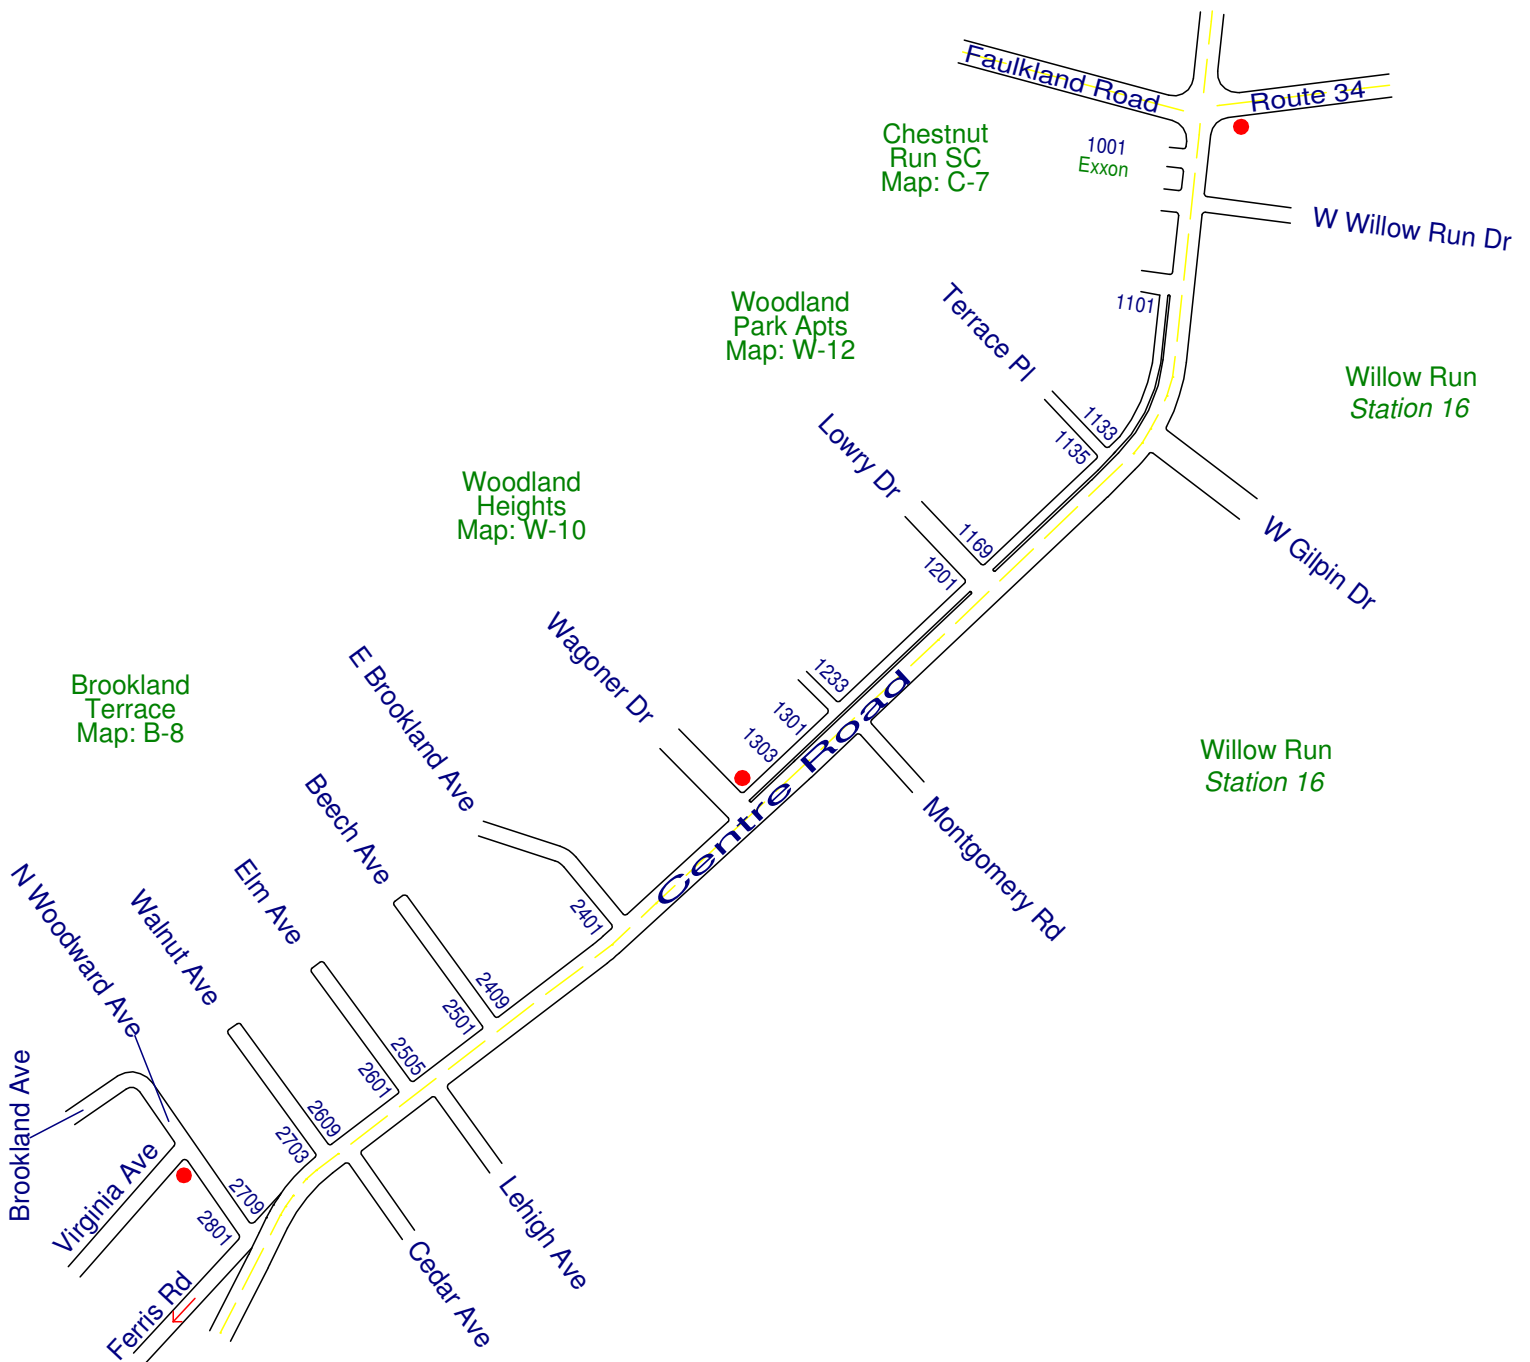 Faulkland Road
Route 34
Chestnut
Run SC
Map: C-7
1001
Exxon
W Willow Run Dr
1101
Woodland
Park Apts
Map: W-12
Terrace Pl
1133
1135
Willow Run
Station 16
Lowry Dr
1169
1201
W Gilpin Dr
Woodland
Heights
Map: W-10
Wagoner Dr
1233
1301
1303
Centre Road
Willow Run
Station 16
Montgomery Rd
E Brookland Ave
2401
Brookland
Terrace
Map: B-8
Beech Ave
2409
2501
Elm Ave
2505
2601
Walnut Ave
2609
2703
N Woodward Ave
2709
2801
Brookland Ave
Virginia Ave
Ferris Rd
Lehigh Ave
Cedar Ave